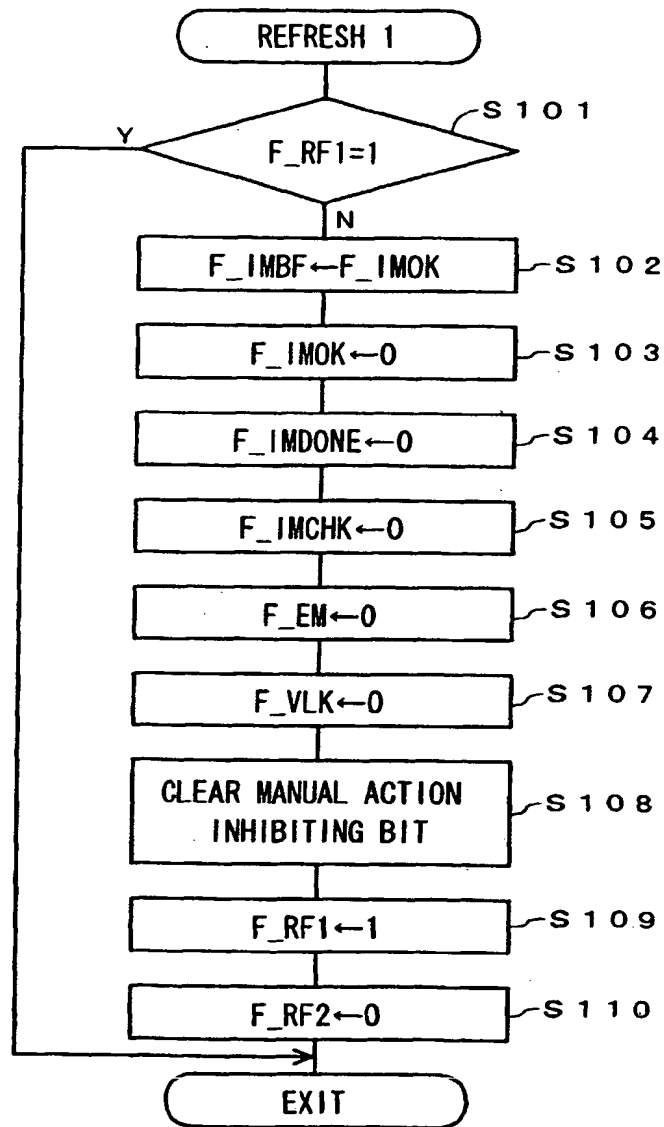 REFRESH 1
S101
Y
F_RF1=1
N
F_IMBF←F_IMOK
S102
F_IMOK←0
S103
F_IMDONE←0
S104
F_IMCHK←0
S105
F_EM←0
S106
F_VLK←0
S107
CLEAR MANUAL ACTION
INHIBITING BIT
S108
F_RF1←1
S109
F_RF2←0
S110
EXIT